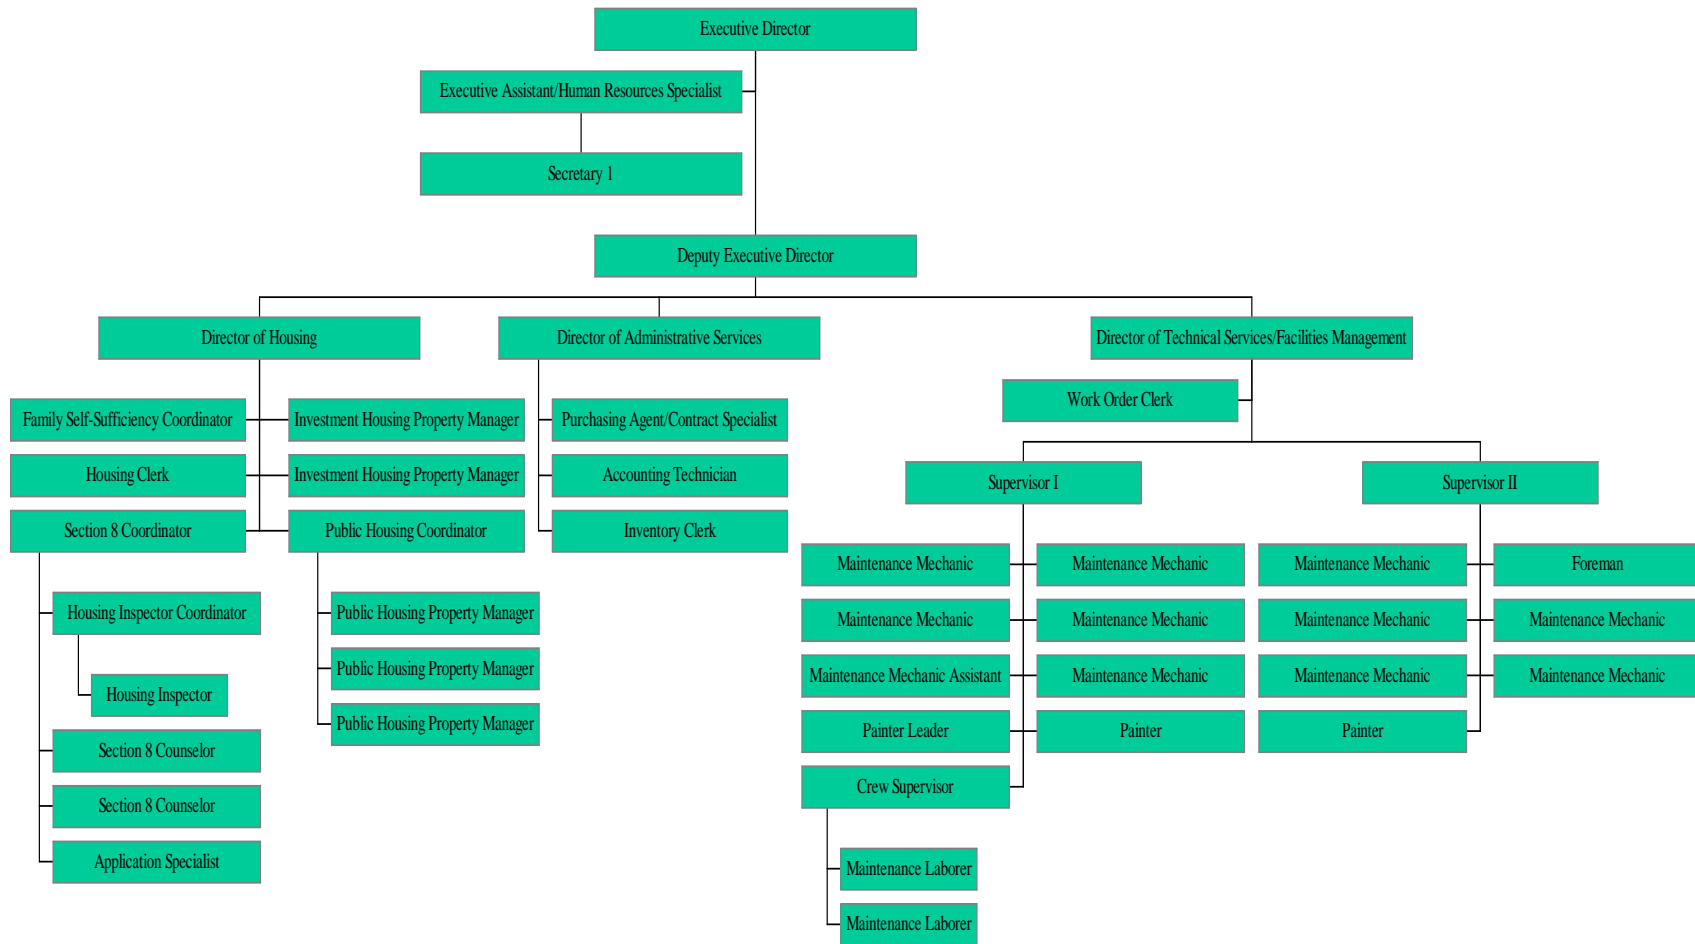 Executive Director
Executive Assistant/Human Resources Specialist
Secretary 1
Deputy Executive Director
Director of Housing
Director of Administrative Services
Director of Technical Services/Facilities Management
Family Self-Sufficiency Coordinator
Investment Housing Property Manager
Housing Clerk
Investment Housing Property Manager
Section 8 Coordinator
Public Housing Coordinator
Housing Inspector Coordinator
Housing Inspector
Section 8 Counselor
Section 8 Counselor
Application Specialist
Public Housing Property Manager
Public Housing Property Manager
Public Housing Property Manager
Purchasing Agent/Contract Specialist
Accounting Technician
Inventory Clerk
Work Order Clerk
Supervisor I
Supervisor II
Maintenance Mechanic
Maintenance Mechanic
Maintenance Mechanic
Maintenance Mechanic
Maintenance Mechanic Assistant
Maintenance Mechanic
Painter Leader
Painter
Crew Supervisor
Maintenance Laborer
Maintenance Laborer
Maintenance Mechanic
Foreman
Maintenance Mechanic
Maintenance Mechanic
Maintenance Mechanic
Maintenance Mechanic
Painter